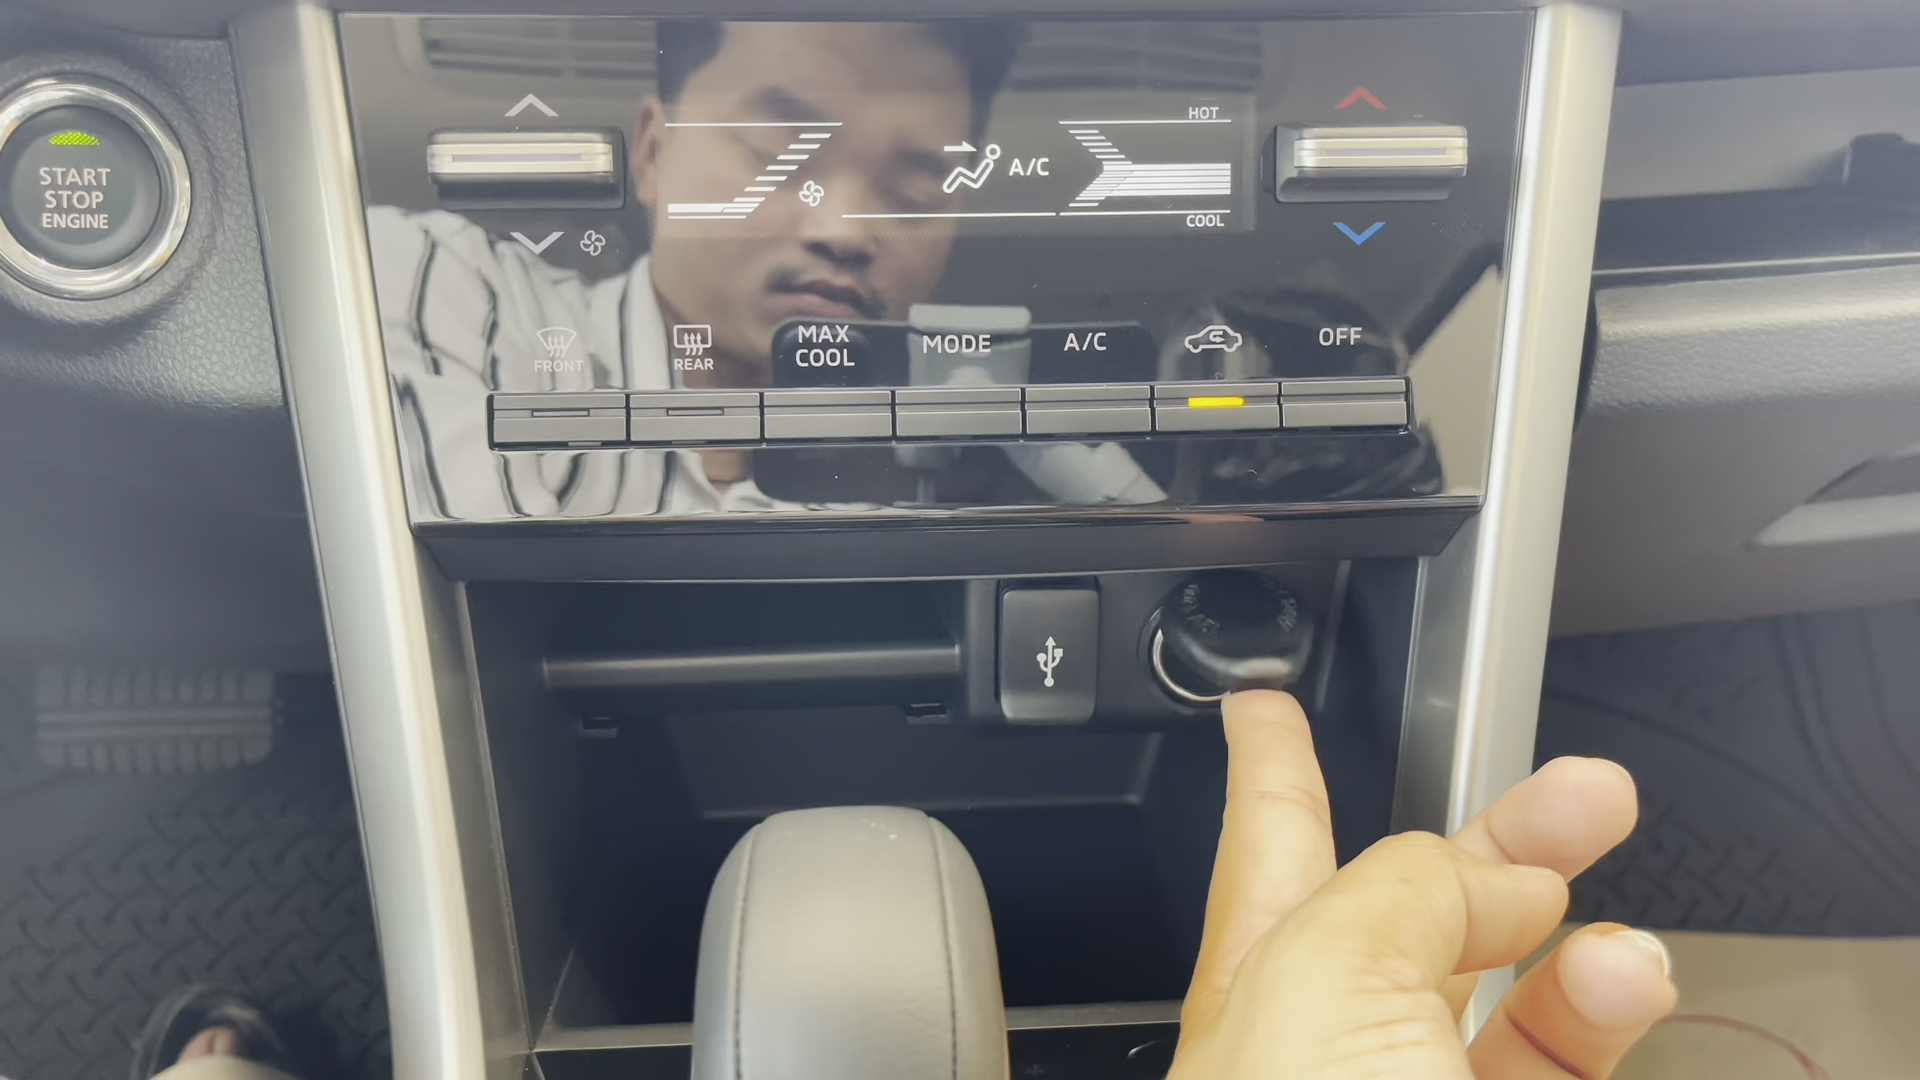 START
STOP
ENGINE
HOT
A/C
COOL
FRONT
REAR
MAX
COOL
MODE
A/C
OFF